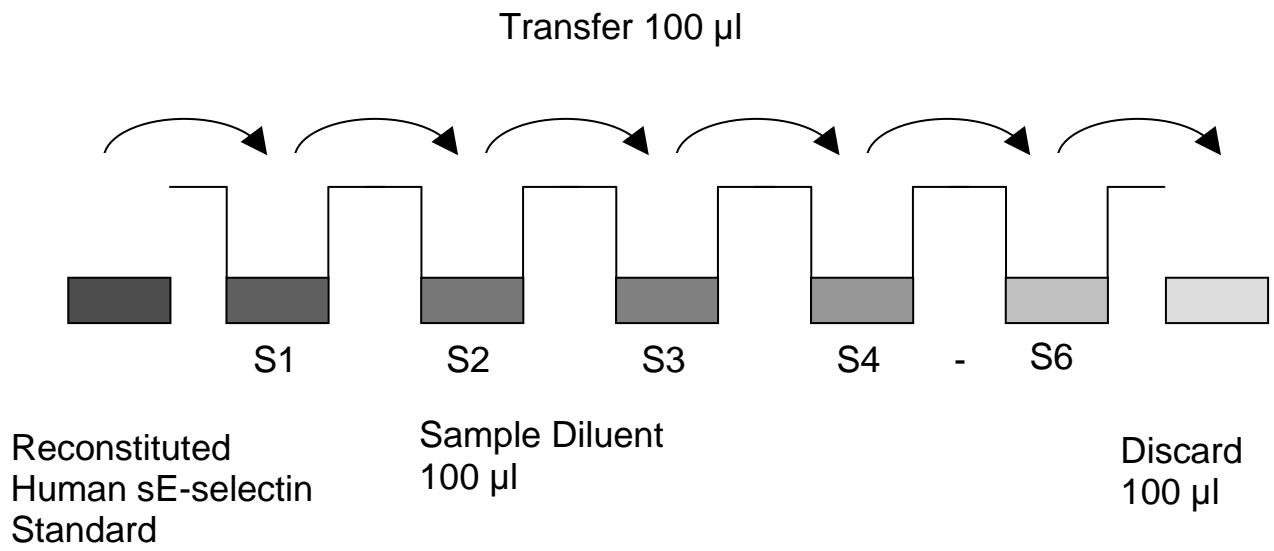 Transfer 100 µl
S1 S2 S3 S4 - S6
Reconstituted
Human sE-selectin
Standard
Sample Diluent
100 µl
Discard
100 µl